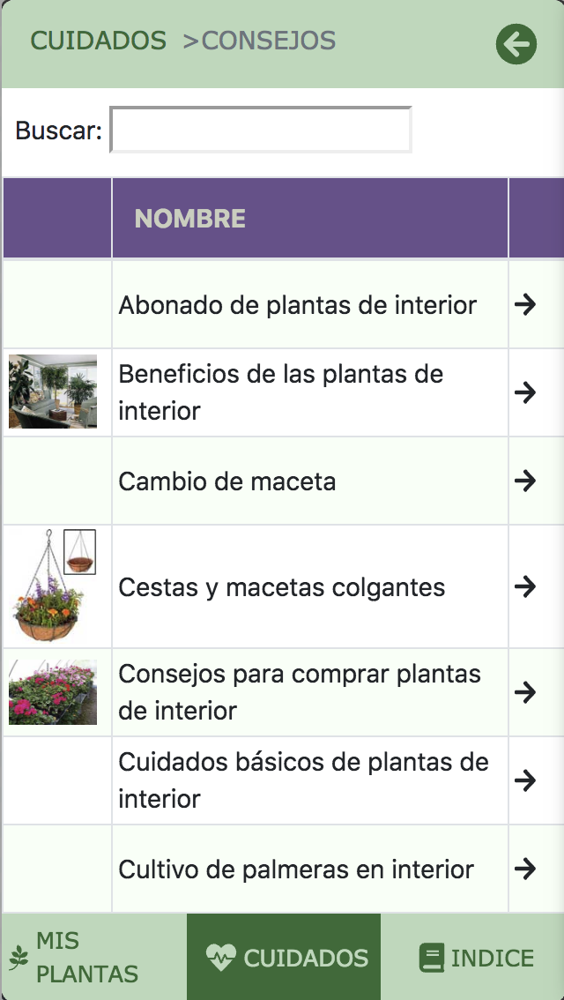 CUIDADOS >CONSEJOS
Buscar:
NOMBRE
Abonado de plantas de interior
Beneficios de las plantas de
interior
Cambio de maceta
Cestas y macetas colgantes
Consejos para comprar plantas
de interior
Cuidados básicos de plantas de
interior
Cultivo de palmeras en interior
MIS
PLANTAS
CUIDADOS
INDICE